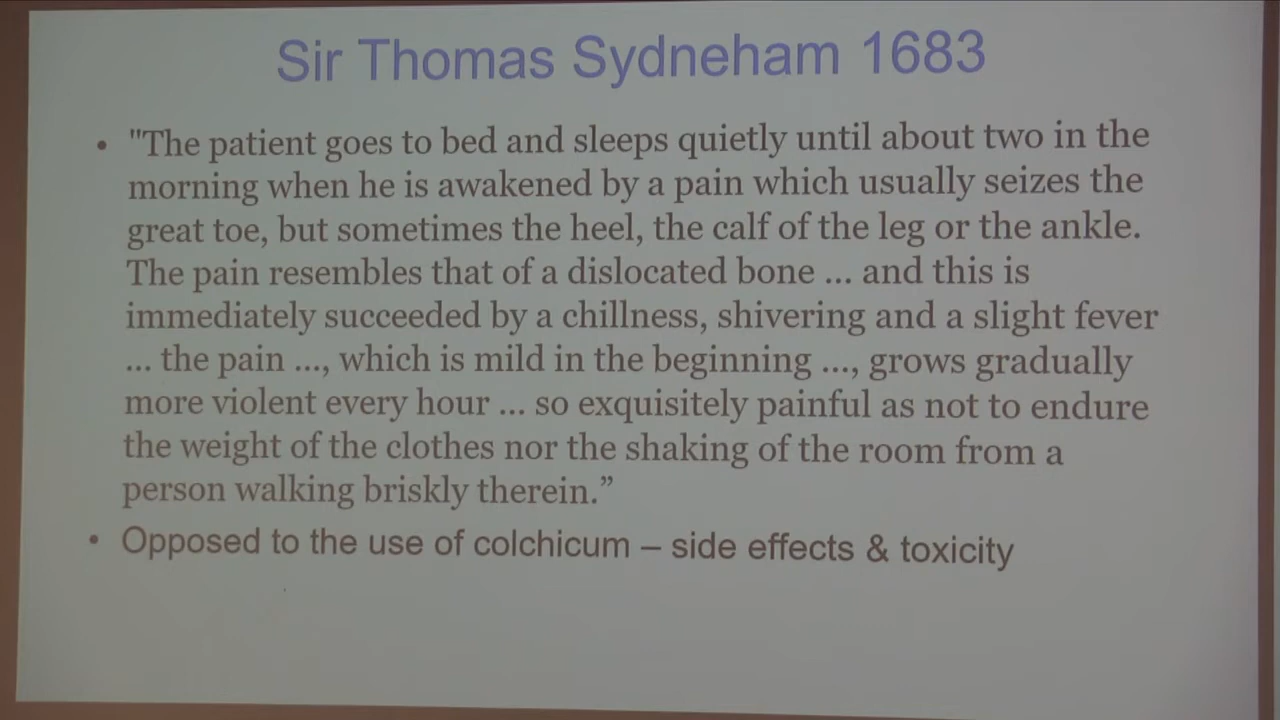 Sir Thomas Sydneham 1683
• "The patient goes to bed and sleeps quietly until about two in the
morning when he is awakened by a pain which usually seizes the
great toe, but sometimes the heel, the calf of the leg or the ankle.
The pain resembles that of a dislocated bone ... and this is
immediately succeeded by a chillness, shivering and a slight fever
... the pain ..., which is mild in the beginning ..., grows gradually
more violent every hour ... so exquisitely painful as not to endure
the weight of the clothes nor the shaking of the room from a
person walking briskly therein.”
• Opposed to the use of colchicum – side effects & toxicity